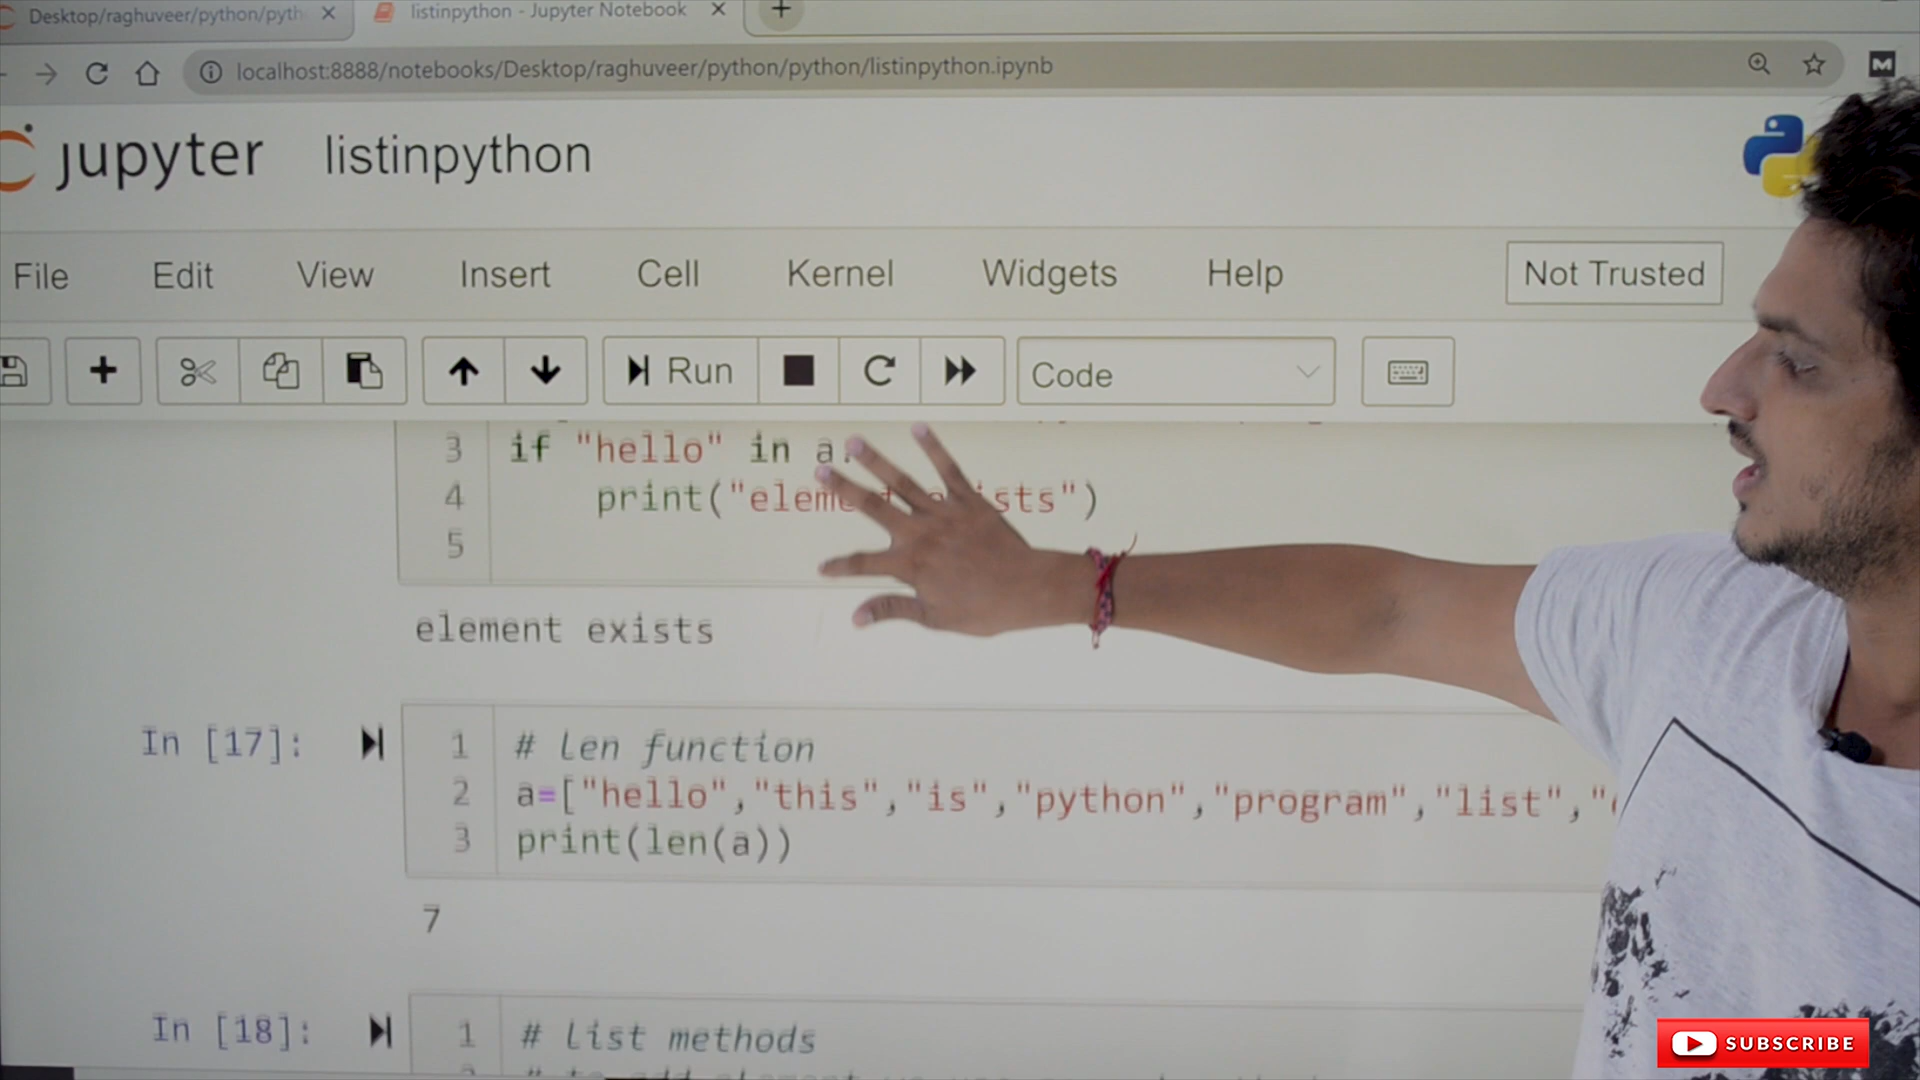 Desktop/raghuveer/python/pyth
listinpython - Jupyter Notebook
localhost:8888/notebooks/Desktop/raghuveer/python/python/listinpython.ipynb
jupyter listinpython
File Edit View Insert Cell Kernel Widgets Help Not Trusted
Run Code
3 if "hello" in a:
4 print("element exists")
5
element exists
In [17]: 1 # len function
2 a=["hello","this","is","python","program","list","
3 print(len(a))
7
In [18]: 1 # List methods
SUBSCRIBE